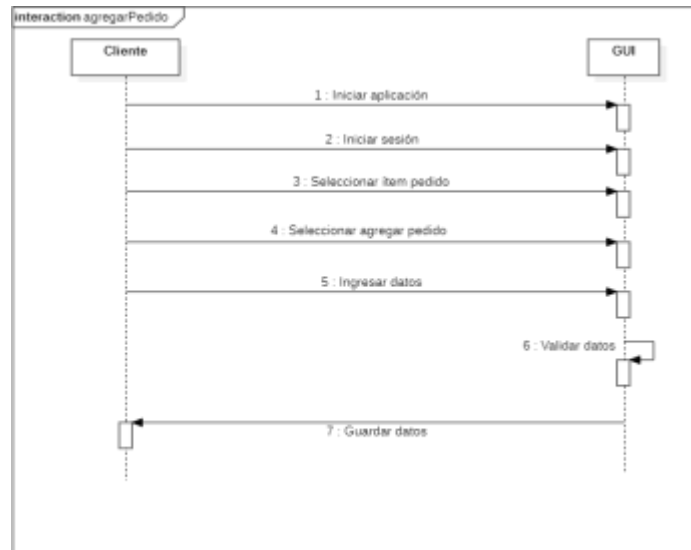 interaction agregarPedido
Cliente
GUI
1 : Iniciar aplicación
2 : Iniciar sesión
3 : Seleccionar ítem pedido
4 : Seleccionar agregar pedido
5 : Ingresar datos
6 : Validar datos
7 : Guardar datos